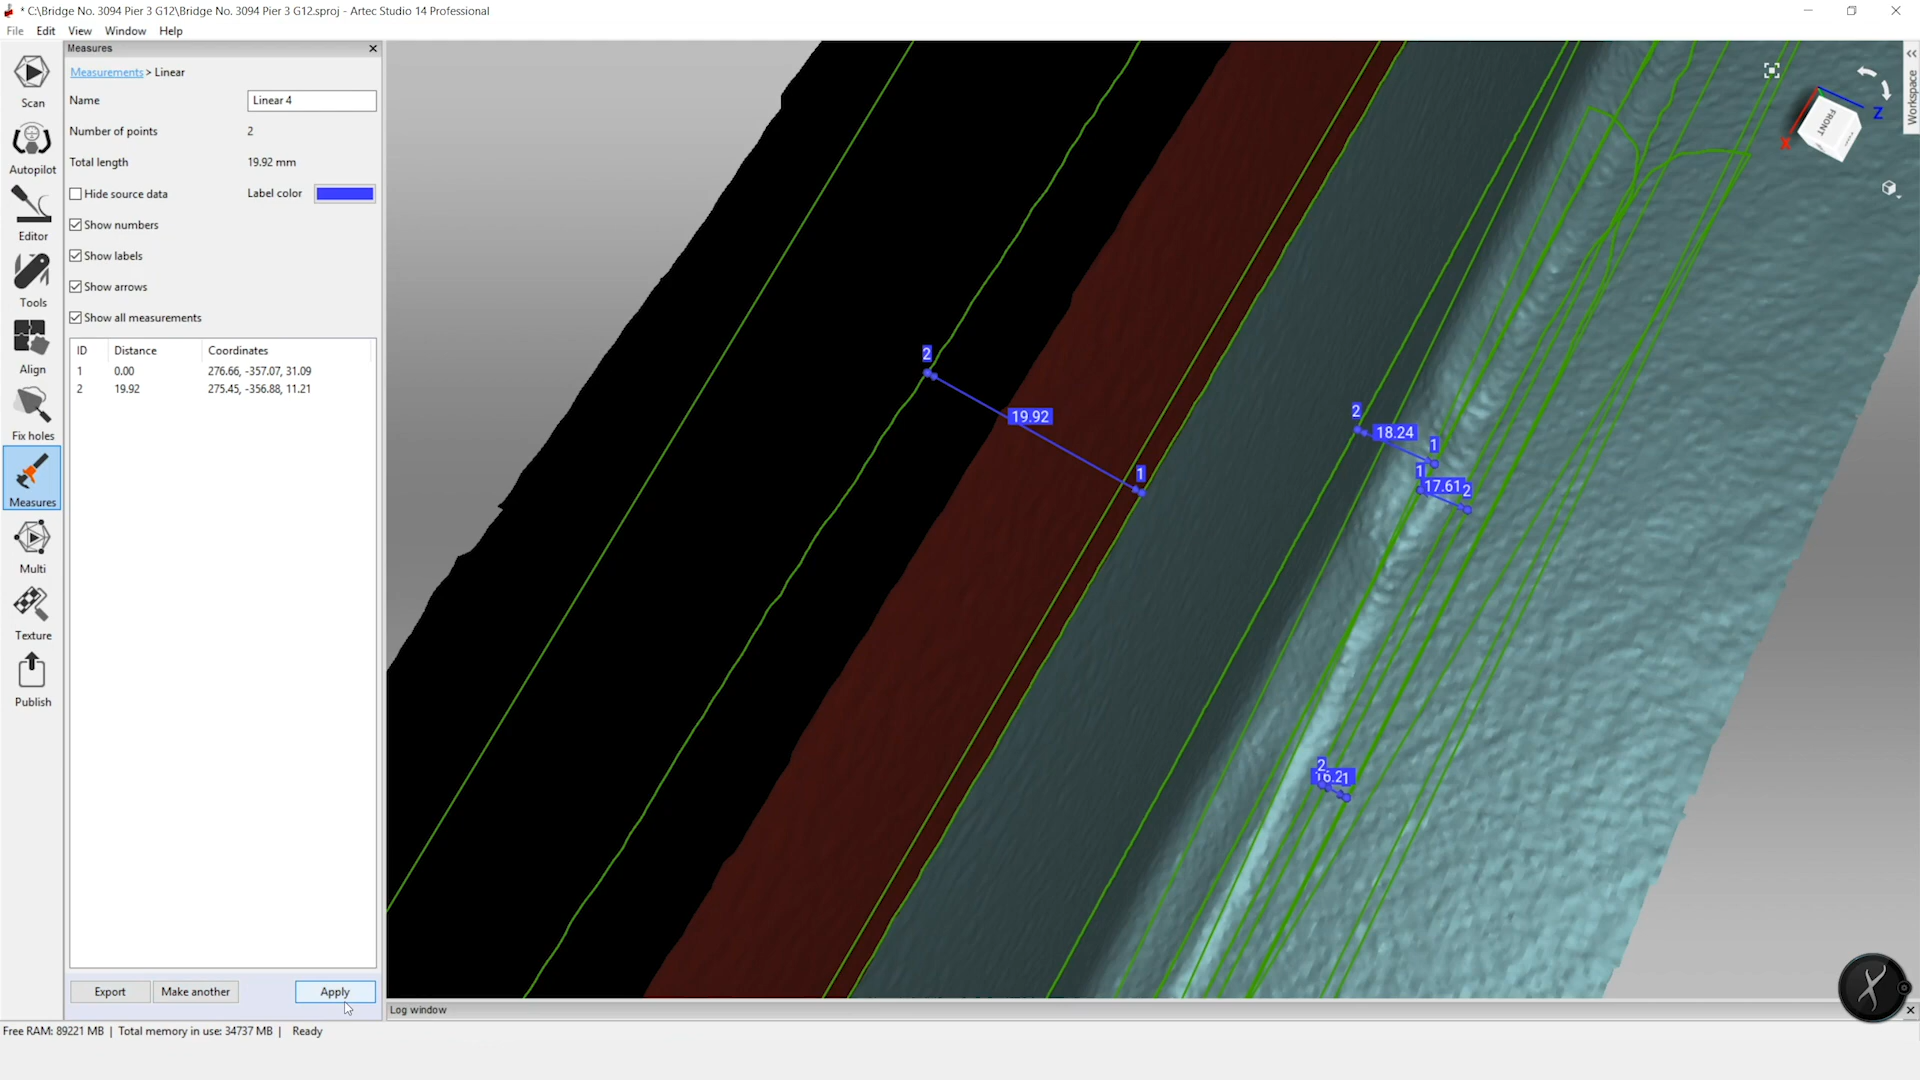 * C:\Bridge No. 3094 Pier 3 G12\Bridge No. 3094 Pier 3 G12.sproj - Artec Studio 14 Professional
File Edit View Window Help
Measures
Measurements > Linear
Name Linear 4
Number of points 2
Total length 19.92 mm
Hide source data Label color
Show numbers
Show labels
Show arrows
Show all measurements
ID Distance Coordinates
1 0.00 276.66, -357.07, 31.09
2 19.92 275.45, -356.88, 11.21
Export Make another Apply
Scan
Autopilot
Editor
Tools
Align
Fix holes
Measures
Multi
Texture
Publish
2
19.92
1
2
18.24
1
1
17.61
2
2
16.2
1
FRONT
X
Z
Workspace
Log window
Free RAM: 89221 MB | Total memory in use: 34737 MB | Ready